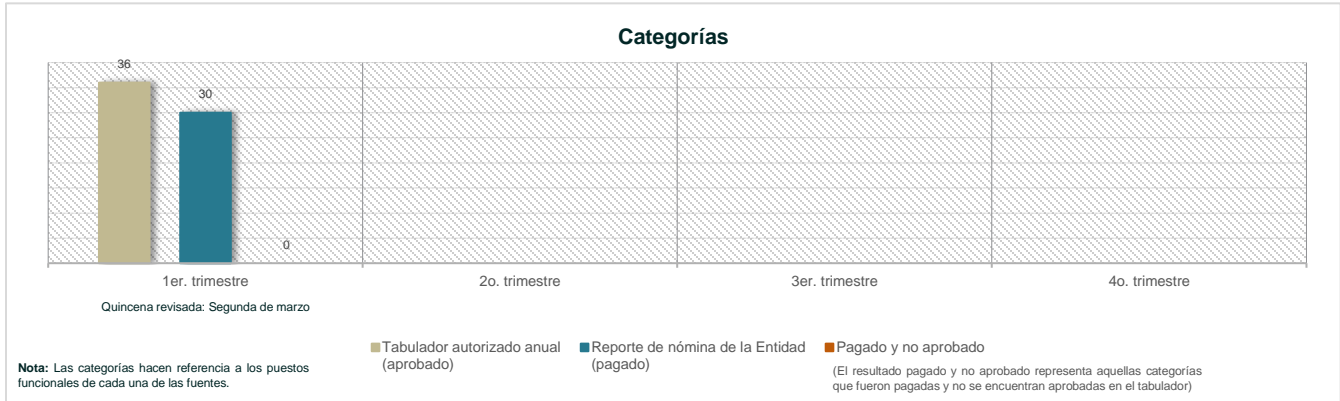 Categorías
36
30
0
1er. trimestre
2o. trimestre
3er. trimestre
4o. trimestre
Quincena revisada: Segunda de marzo
Tabulador autorizado anual
(aprobado)
Reporte de nómina de la Entidad
(pagado)
Pagado y no aprobado
(El resultado pagado y no aprobado representa aquellas categorías
que fueron pagadas y no se encuentran aprobadas en el tabulador)
Nota: Las categorías hacen referencia a los puestos
funcionales de cada una de las fuentes.